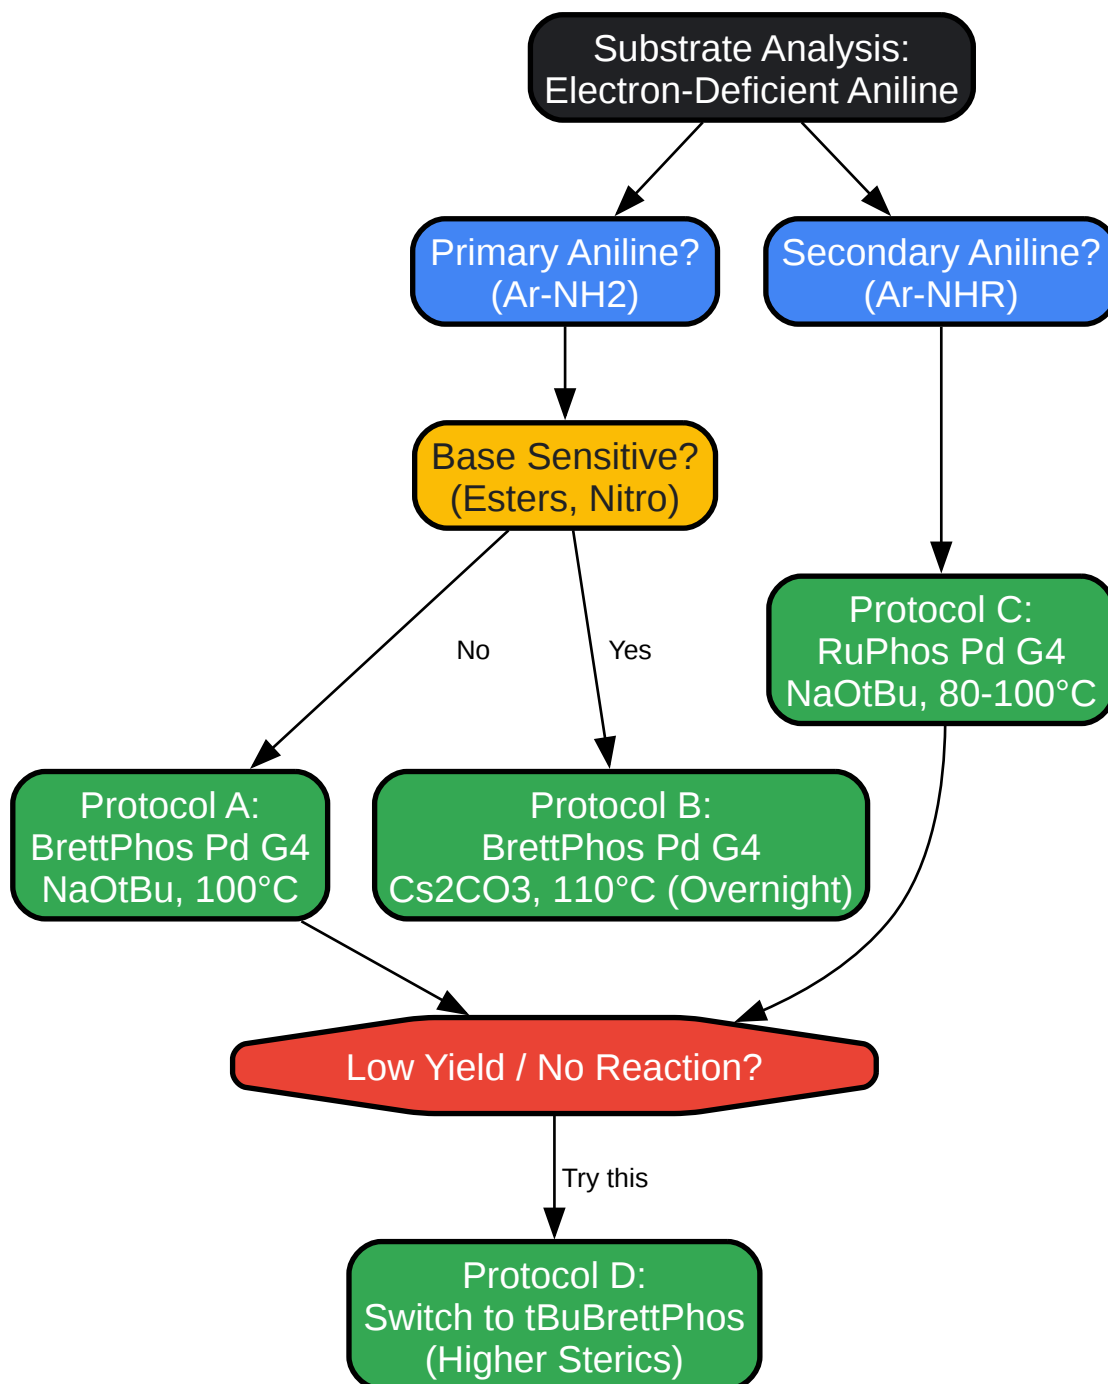 Substrate Analysis:
Electron-Deficient Aniline
Primary Aniline?
(Ar-NH2)
Secondary Aniline?
(Ar-NHR)
Base Sensitive?
(Esters, Nitro)
No
Yes
Protocol C:
RuPhos Pd G4
NaOtBu, 80-100°C
Protocol A:
BrettPhos Pd G4
NaOtBu, 100°C
Protocol B:
BrettPhos Pd G4
Cs2CO3, 110°C (Overnight)
Low Yield / No Reaction?
Try this
Protocol D:
Switch to tBuBrettPhos
(Higher Sterics)